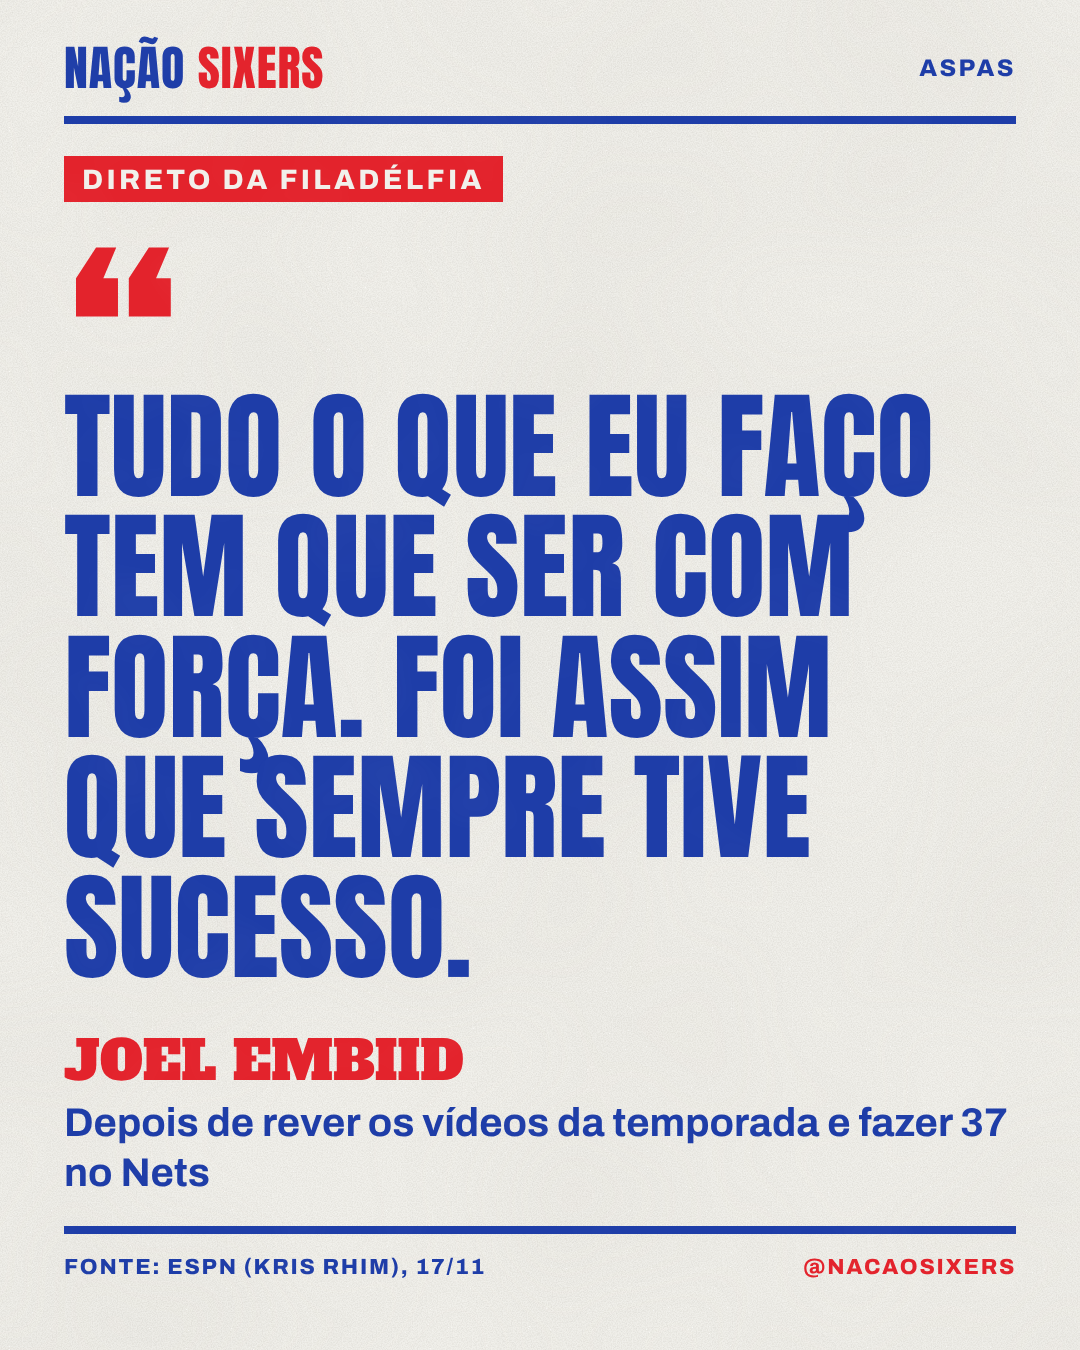 NAÇÃO SIXERS
ASPAS
DIRETO DA FILADÉLFIA
“
TUDO O QUE EU FAÇO
TEM QUE SER COM
FORÇA. FOI ASSIM
QUE SEMPRE TIVE
SUCESSO.
JOEL EMBIID
Depois de rever os vídeos da temporada e fazer 37
no Nets
FONTE: ESPN (KRIS RHIM), 17/11
@NACAOSIXERS